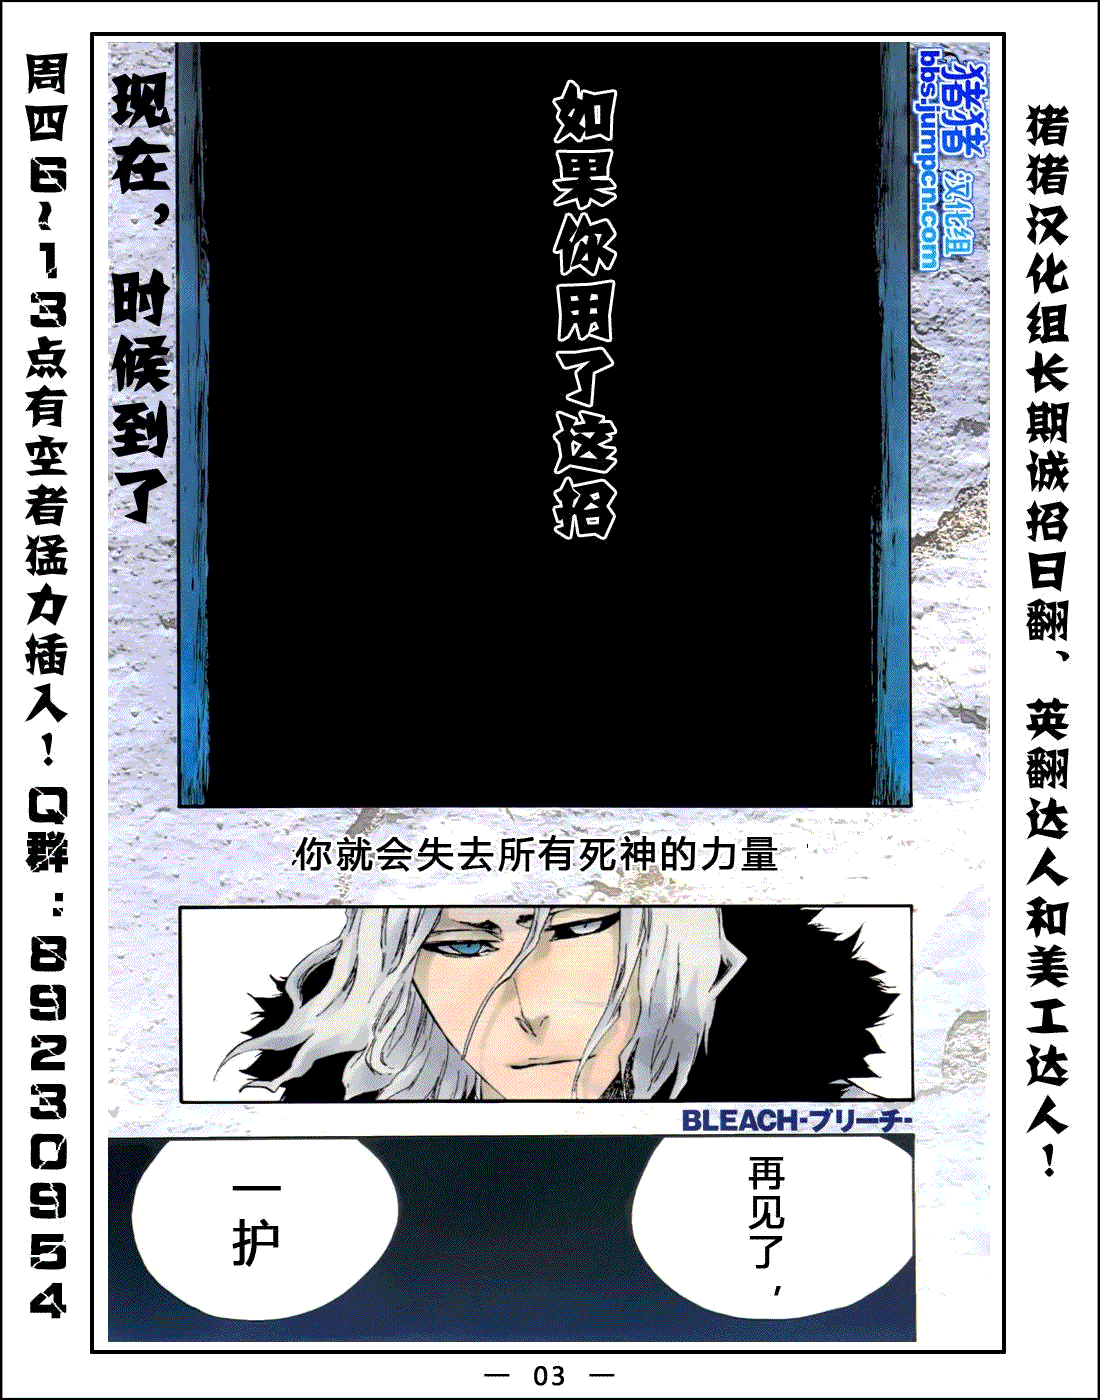 猪猪汉化组长期诚招日翻、英翻达人和美工达人！
猪猪 汉化组
bbs.jumpcn.com
如果你用了这招
现在，时候到了
你就会失去所有死神的力量
BLEACH-ブリーチ-
再见了，
一护
周四6~13点有空者猛力插入！Q群：89230954
— 03 —